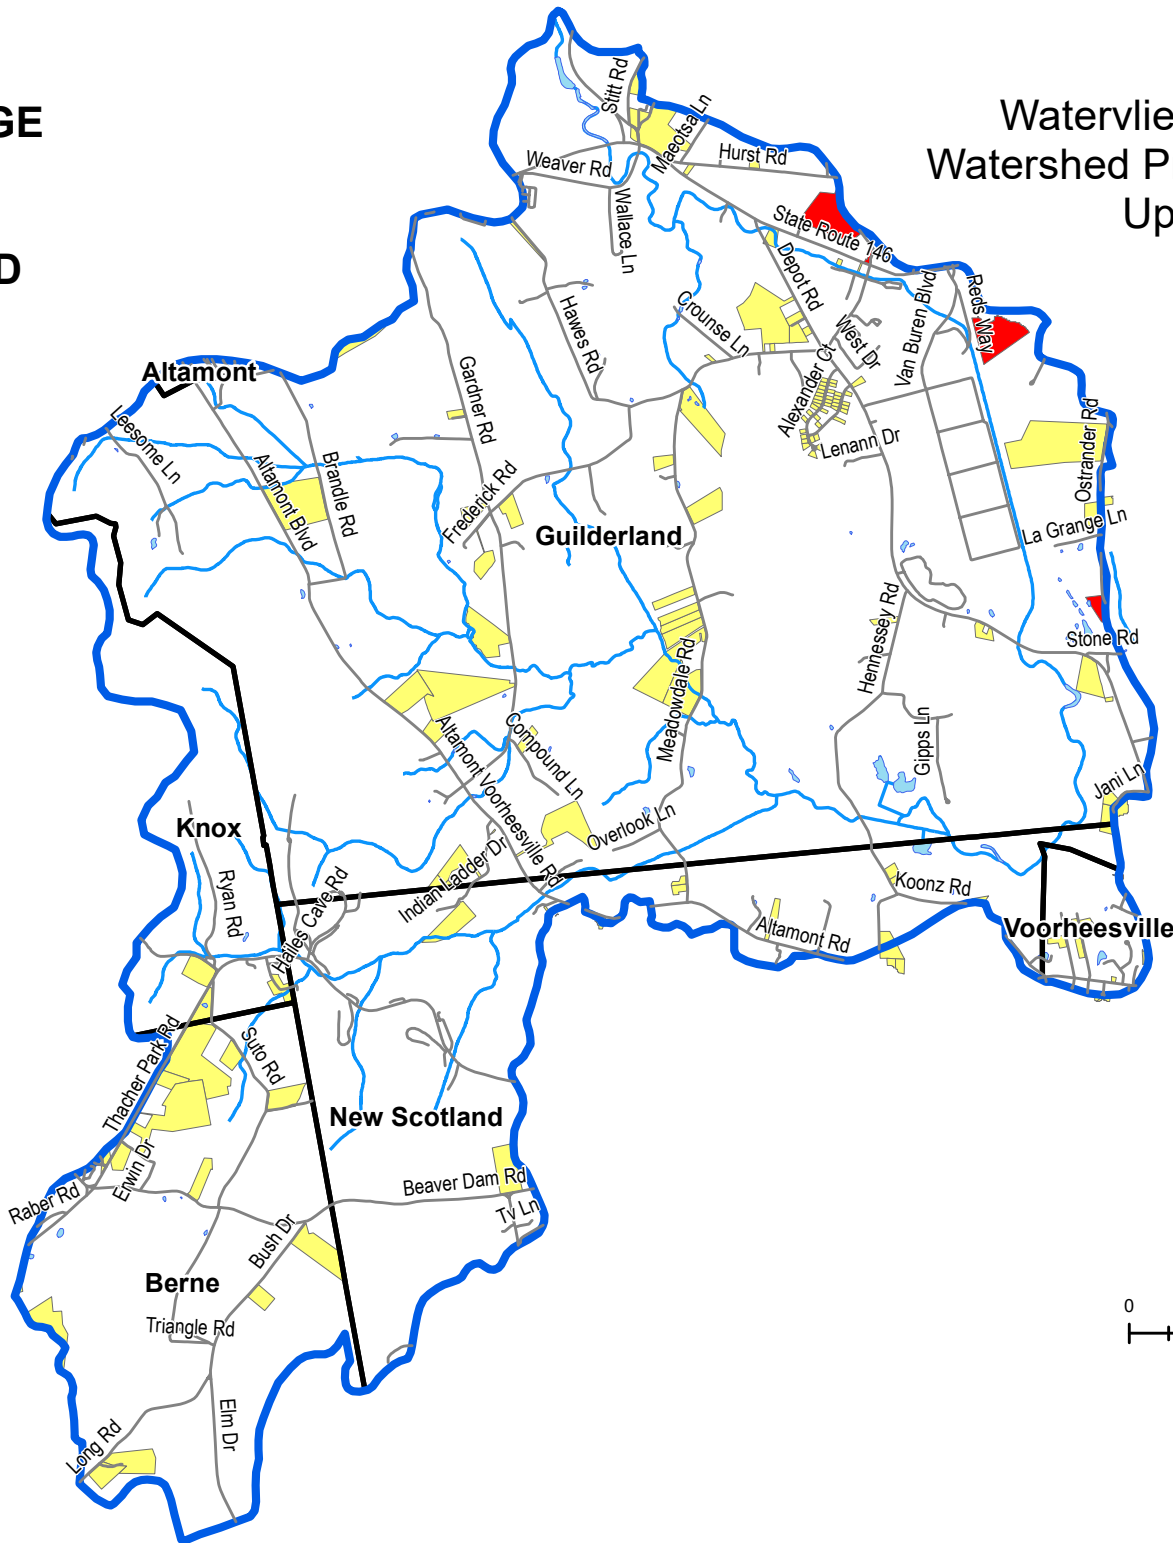 GE
D
Watervlie
Watershed P
Up
Stitt Rd
Maeotsa Ln
Weaver Rd
Hurst Rd
Wallace Ln
State Route 146
Depot Rd
Reds Way
Van Buren Blvd
Hawes Rd
Crounse Ln
West Dr
Altamont
Gardner Rd
Alexander Ct
Leesome Ln
Lenann Dr
Ostrander Rd
Altamont Blvd
Brandle Rd
Frederick Rd
Guilderland
La Grange Ln
Hennessey Rd
Stone Rd
Meadowdale Rd
Altamont Voorheesville Rd
Compound Ln
Gipps Ln
Jani Ln
Knox
Overlook Ln
Ryan Rd
Hailes Cave Rd
Indian Ladder Dr
Koonz Rd
Altamont Rd
Voorheesville
Thacher Park Rd
Suto Rd
New Scotland
Erwin Dr
Beaver Dam Rd
Raber Rd
Tv Ln
Bush Dr
Berne
0
Triangle Rd
Elm Dr
Long Rd